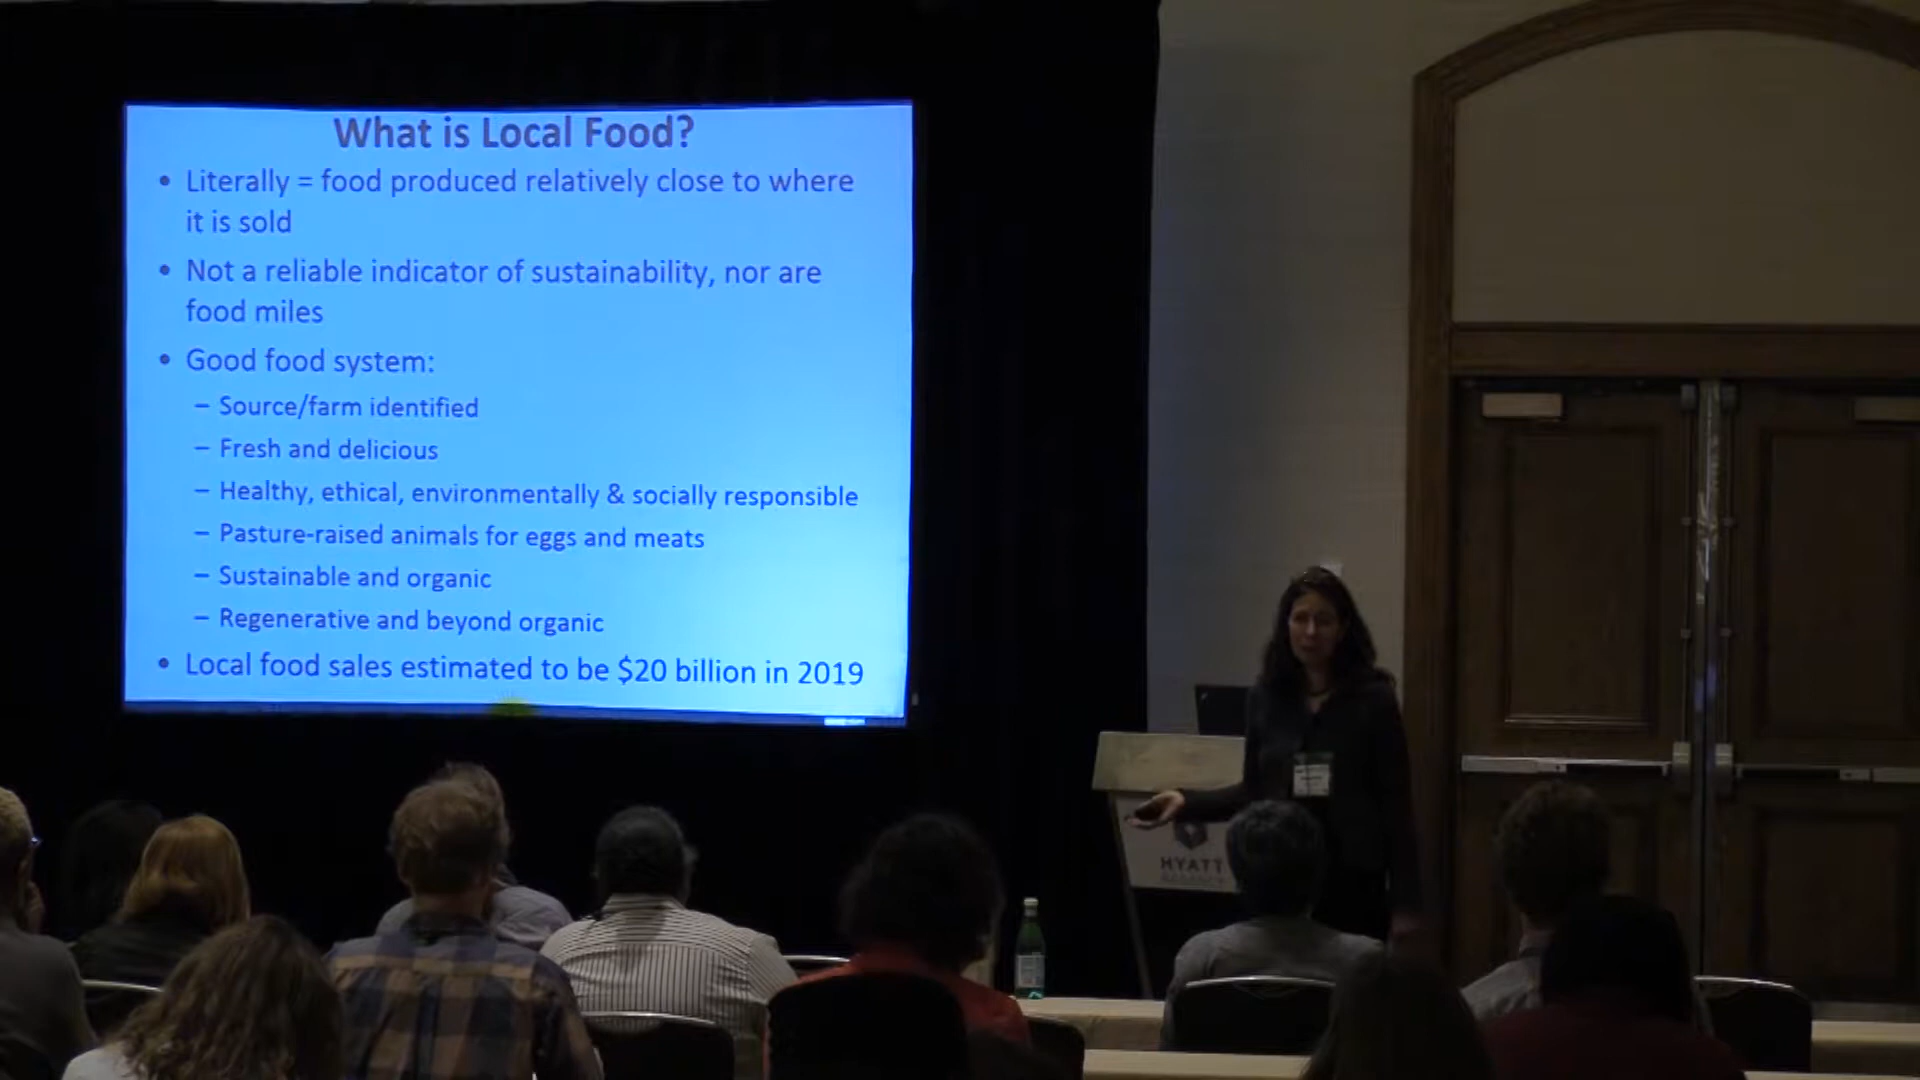 What is Local Food?
• Literally = food produced relatively close to where
it is sold
• Not a reliable indicator of sustainability, nor are
food miles
• Good food system:
– Source/farm identified
– Fresh and delicious
– Healthy, ethical, environmentally & socially responsible
– Pasture-raised animals for eggs and meats
– Sustainable and organic
– Regenerative and beyond organic
• Local food sales estimated to be $20 billion in 2019
HYATT